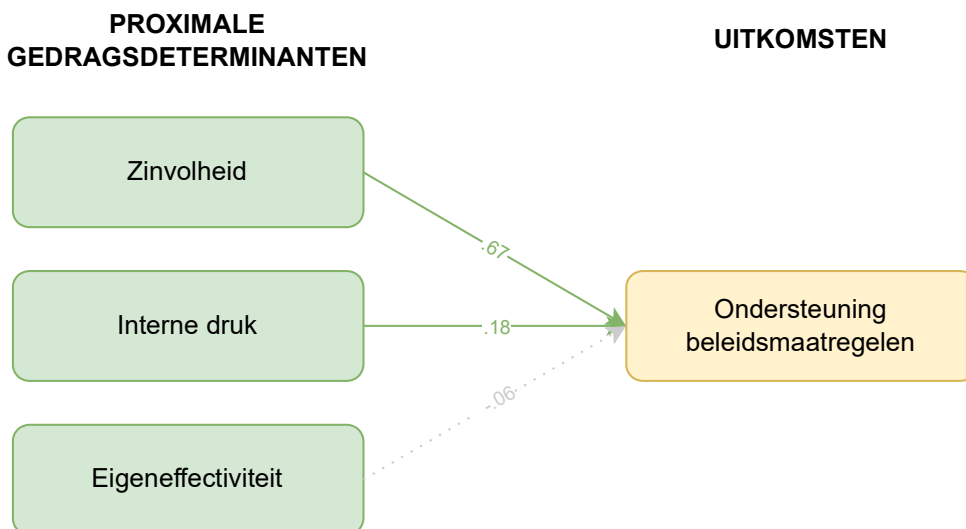 PROXIMALE
GEDRAGSDETERMINANTEN
UITKOMSTEN
Zinvolheid
.67
Interne druk
.18
Ondersteuning
beleidsmaatregelen
-.06
Eigeneffectiviteit